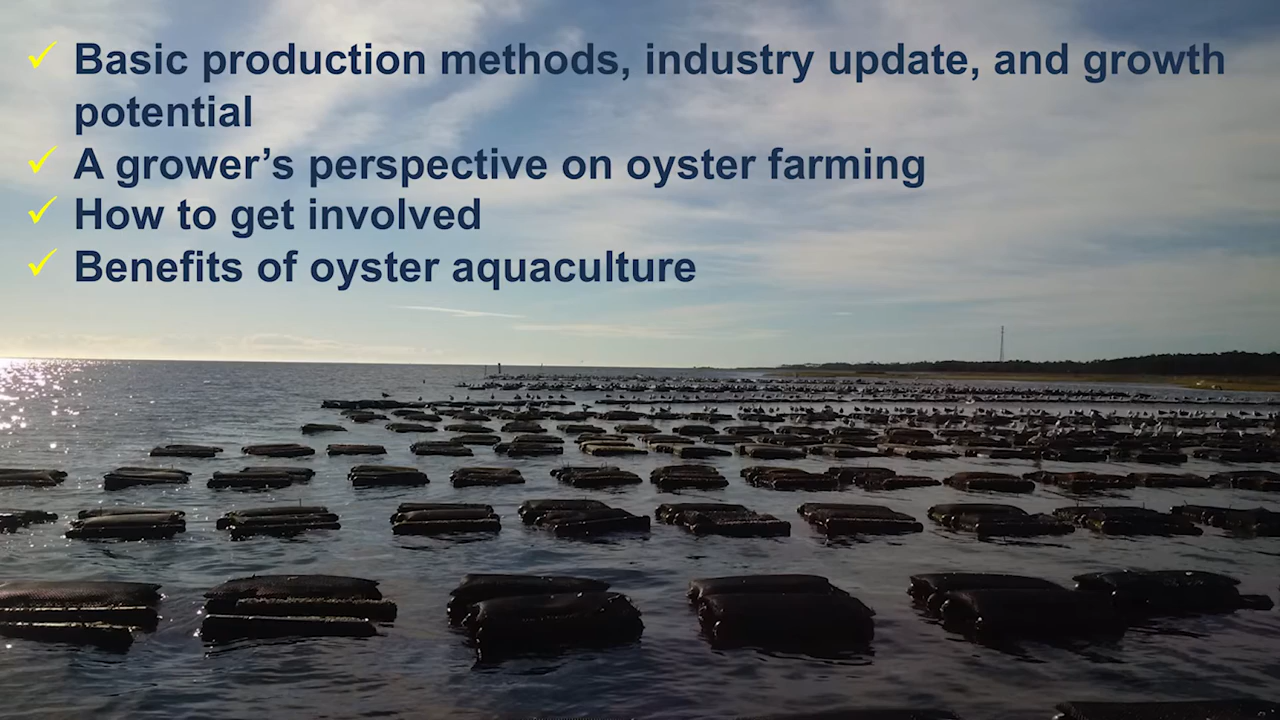 ✓ Basic production methods, industry update, and growth
potential
✓ A grower’s perspective on oyster farming
✓ How to get involved
✓ Benefits of oyster aquaculture